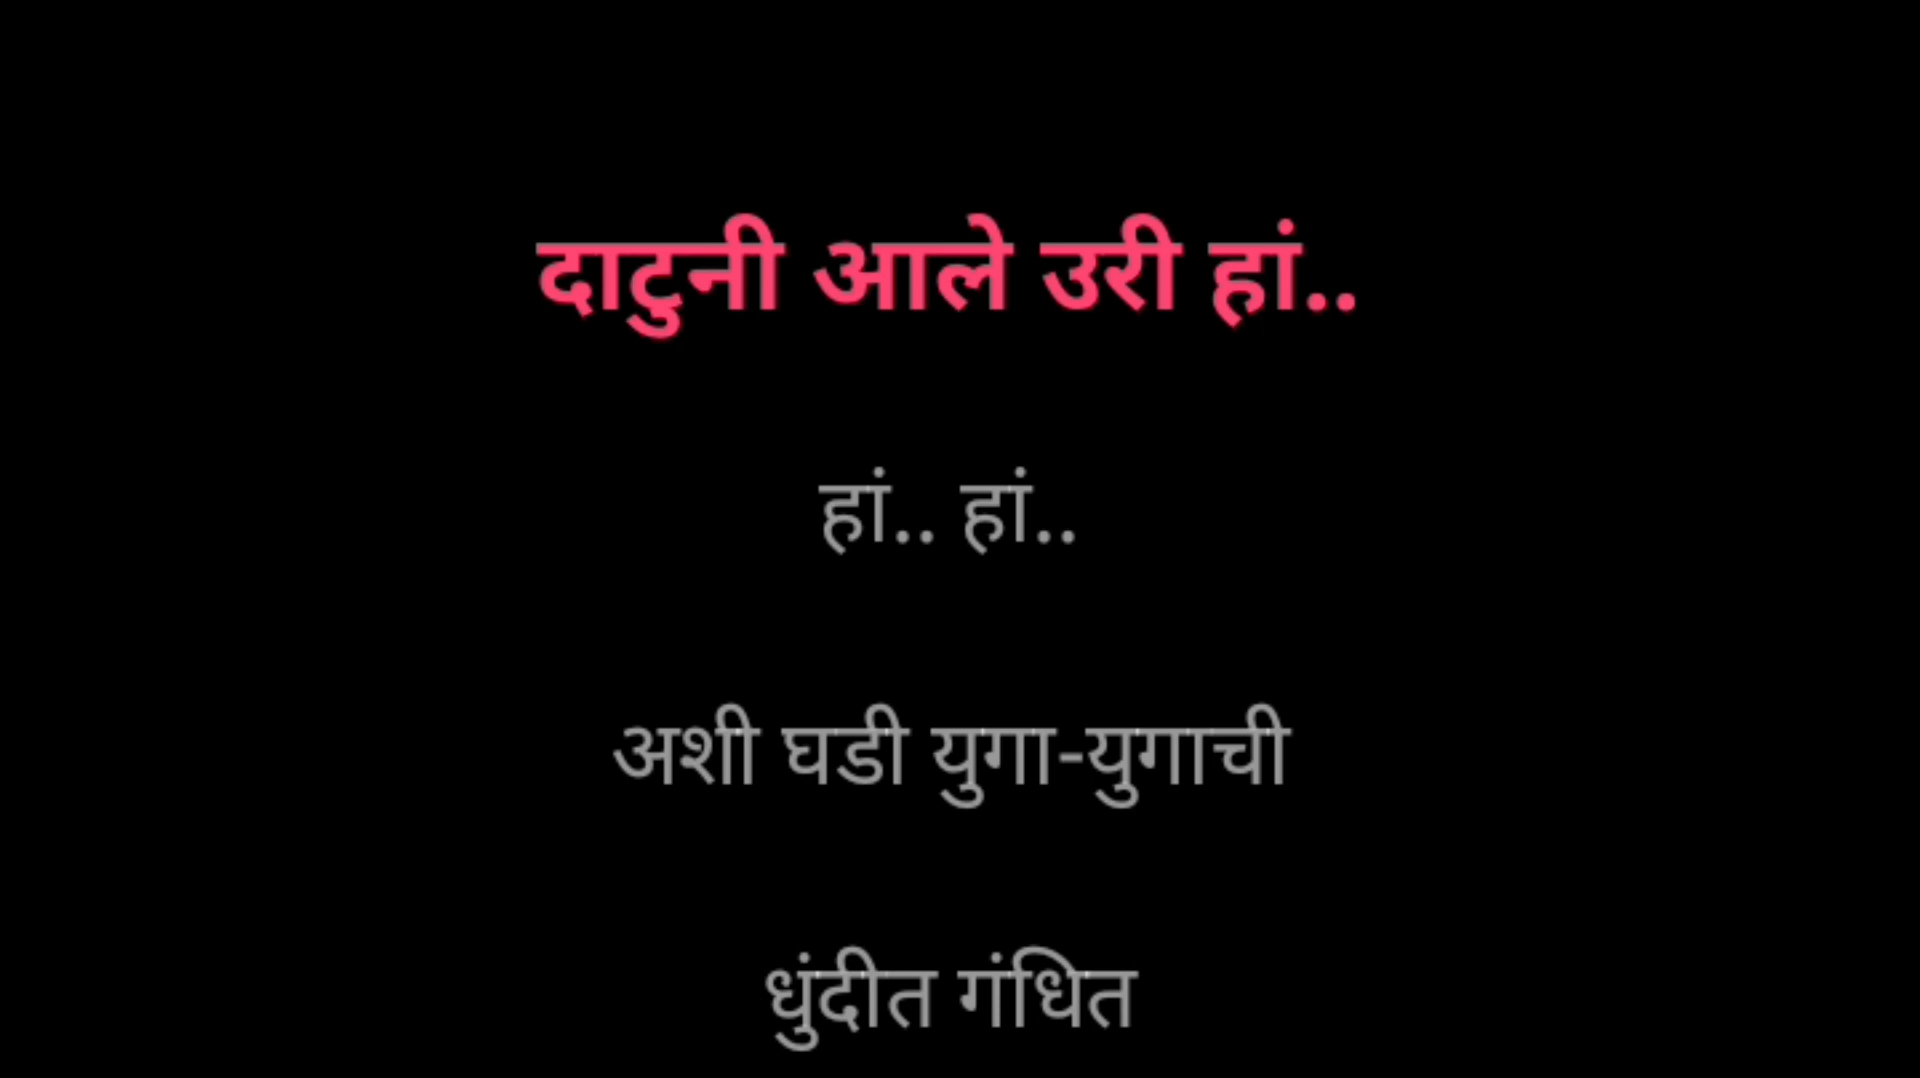 दाटुनी आले उरी हां..
हां.. हां..
अशी घडी युगा-युगाची
धुंदीत गंधित